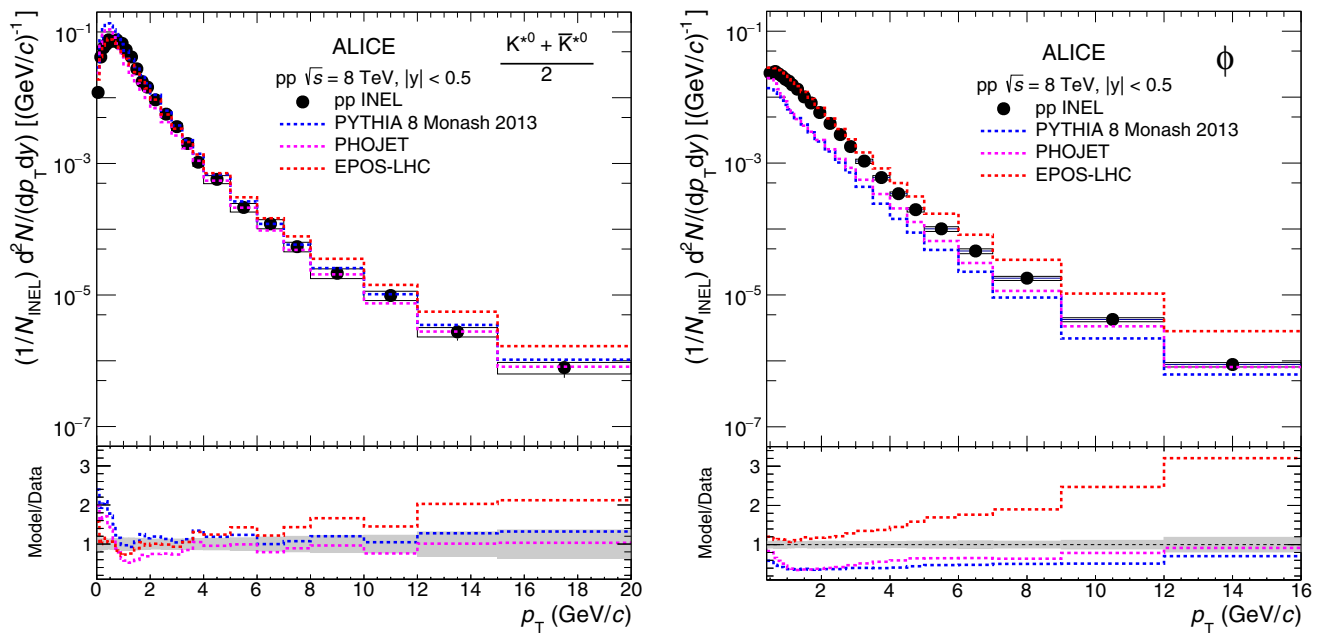 ALICE
K*0 + K̅*0
2
pp √s = 8 TeV, |y| < 0.5
pp INEL
PYTHIA 8 Monash 2013
PHOJET
EPOS-LHC
(1/N_INEL) d²N/(dp_T dy) [(GeV/c)⁻¹]
10⁻¹
10⁻³
10⁻⁵
10⁻⁷
Model/Data
3
2
1
0 2 4 6 8 10 12 14 16 18 20
p_T (GeV/c)
ALICE
ϕ
pp √s = 8 TeV, |y| < 0.5
pp INEL
PYTHIA 8 Monash 2013
PHOJET
EPOS-LHC
(1/N_INEL) d²N/(dp_T dy) [(GeV/c)⁻¹]
10⁻¹
10⁻³
10⁻⁵
10⁻⁷
Model/Data
3
2
1
2 4 6 8 10 12 14 16
p_T (GeV/c)